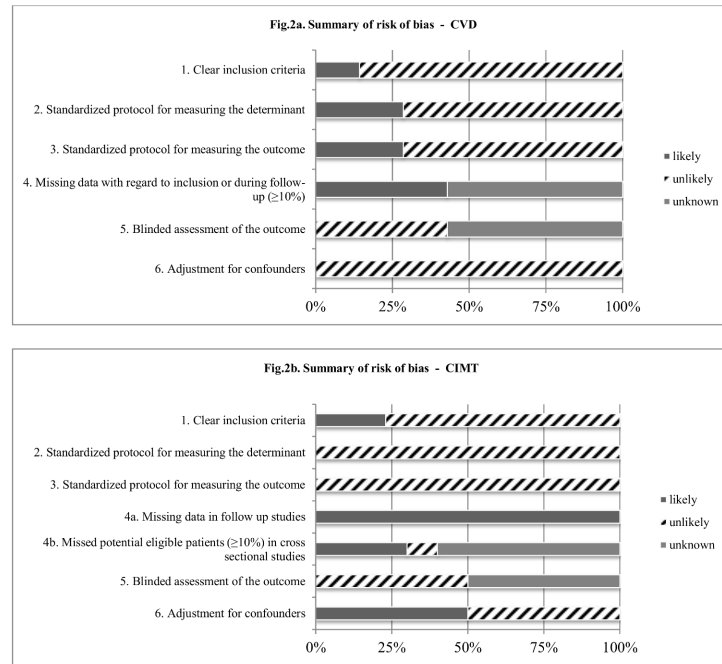 Fig.2a. Summary of risk of bias - CVD
1. Clear inclusion criteria
2. Standardized protocol for measuring the determinant
3. Standardized protocol for measuring the outcome
4. Missing data with regard to inclusion or during follow-
up (≥10%)
5. Blinded assessment of the outcome
6. Adjustment for confounders
0% 25% 50% 75% 100%
likely
unlikely
unknown
Fig.2b. Summary of risk of bias - CIMT
1. Clear inclusion criteria
2. Standardized protocol for measuring the determinant
3. Standardized protocol for measuring the outcome
4a. Missing data in follow up studies
4b. Missed potential eligible patients (≥10%) in cross
sectional studies
5. Blinded assessment of the outcome
6. Adjustment for confounders
0% 25% 50% 75% 100%
likely
unlikely
unknown